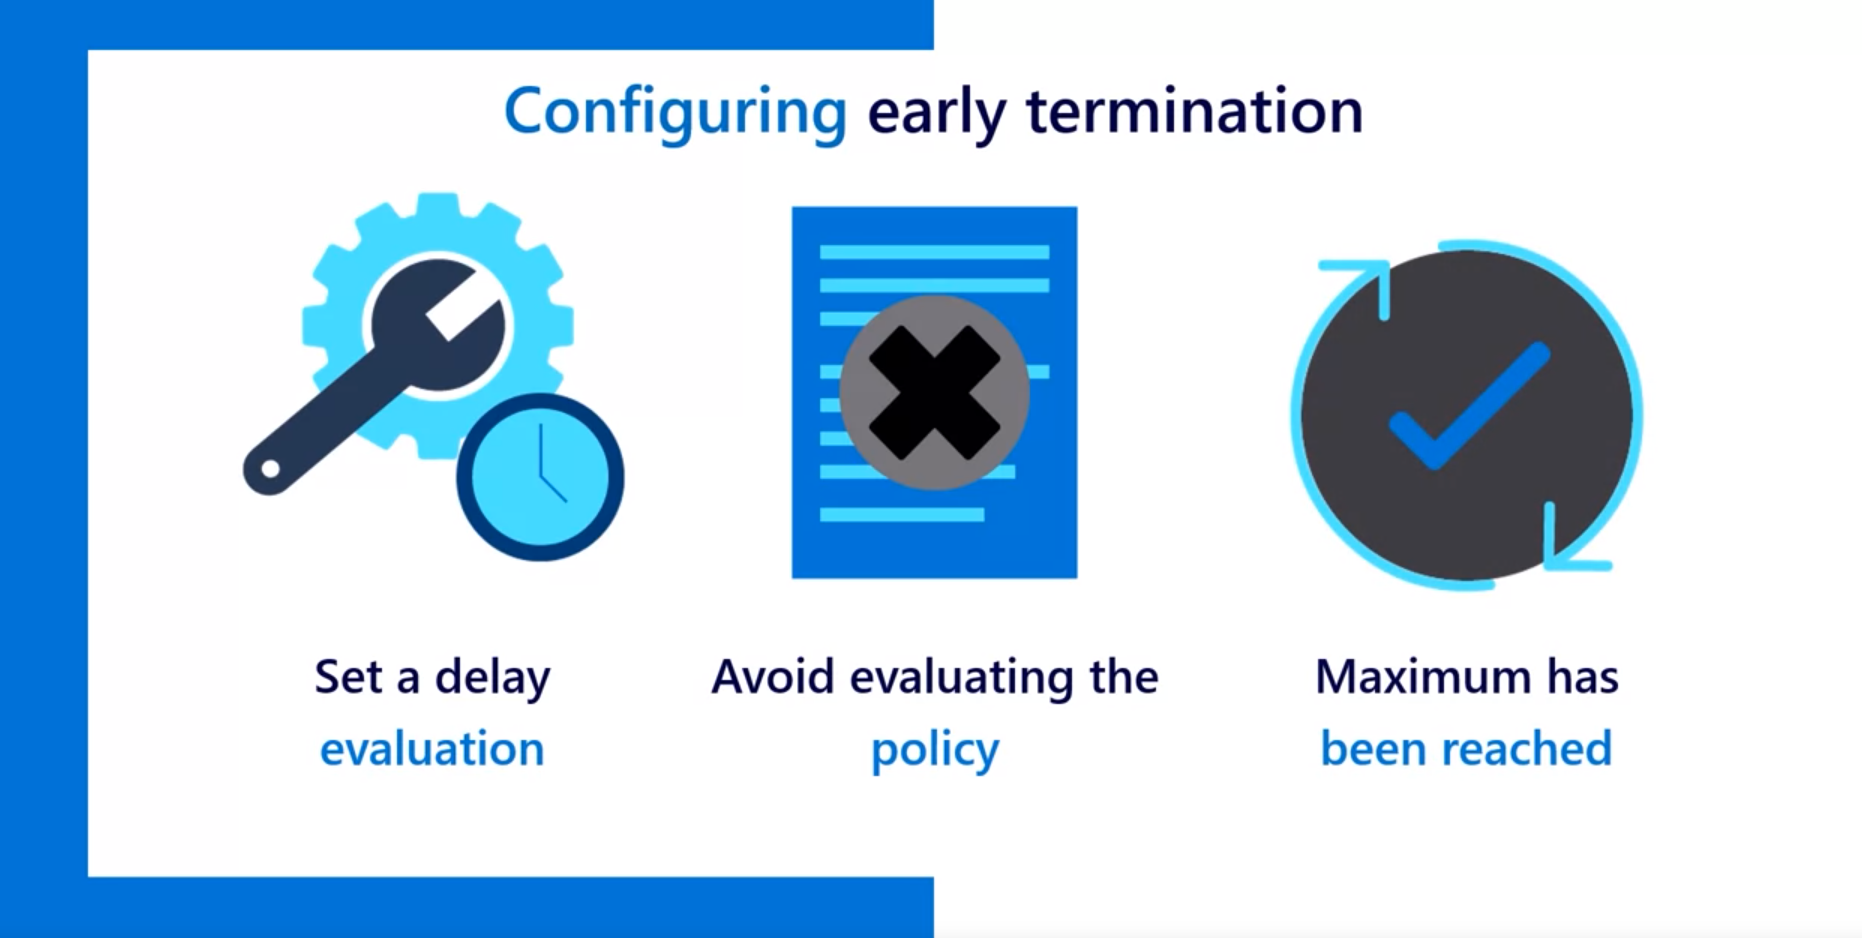 Configuring early termination
Set a delay
evaluation
Avoid evaluating the
policy
Maximum has
been reached